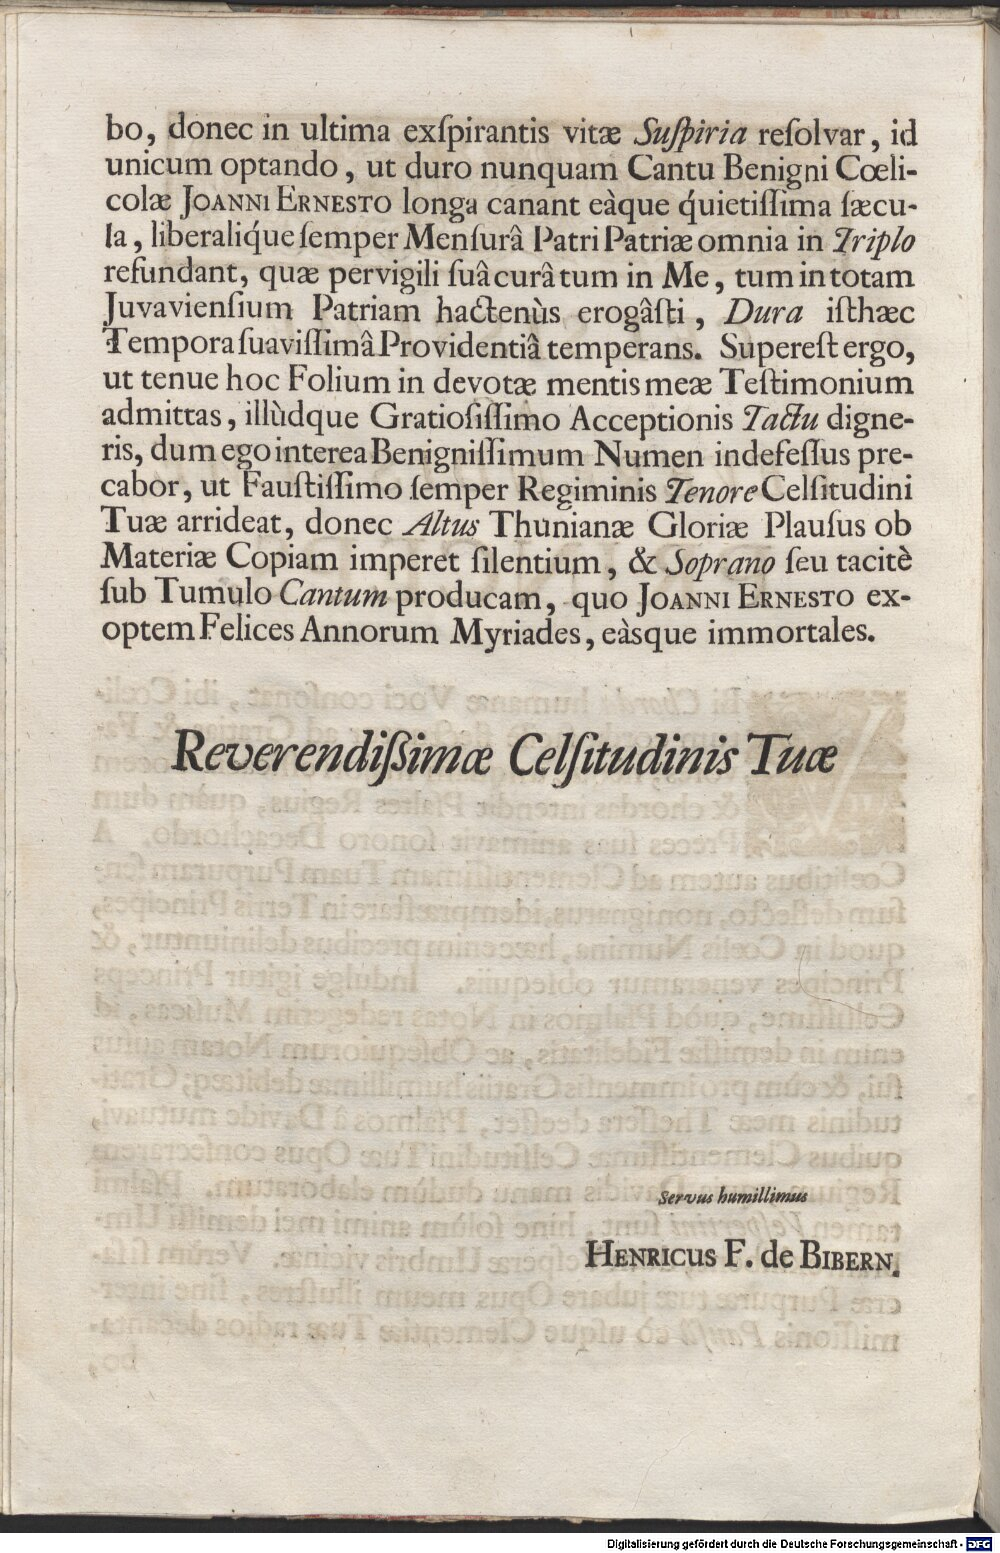 bo, donec in ultima exſpirantis vitæ Suſpiria reſolvar, id
unicum optando, ut duro nunquam Cantu Benigni Cœli-
colæ JOANNI ERNESTO longa canant eàque q́uietiſſima ſæcu-
la, liberaliq́ue ſemper Menſurâ Patri Patriæ omnia in Triplo
refundant, quæ pervigili ſuâ curâ tum in Me, tum in totam
Juvavienſium Patriam hactenùs erogâſti, Dura iſthæc
Tempora ſuaviſſimâ Providentiâ temperans. Supereſt ergo,
ut tenue hoc Folium in devotæ mentis meæ Teſtimonium
admittas, illùdque Gratioſiſſimo Acceptionis Tactu digne-
ris, dum ego interea Benigniſſimum Numen indefeſſus pre-
cabor, ut Fauſtiſſimo ſemper Regiminis Tenore Celſitudini
Tuæ arrideat, donec Altus Thunianæ Gloriæ Plauſus ob
Materiæ Copiam imperet ſilentium, & Soprano ſeu tacitè
ſub Tumulo Cantum producam, quo JOANNI ERNESTO ex-
optem Felices Annorum Myriades, eàsque immortales.
Reverendiſsimæ Celſitudinis Tuæ
Servus humillimus
HENRICUS F. de BIBERN.
Digitalisierung gefördert durch die Deutsche Forschungsgemeinschaft - DFG